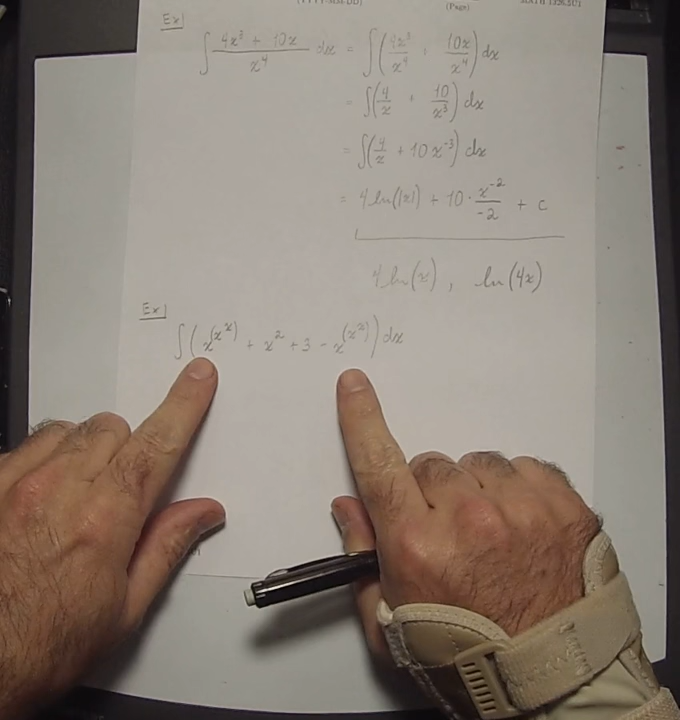 (Page)
Ex|
∫ (4x³ + 10x)/x⁴ dx = ∫(4x³/x⁴ + 10x/x⁴) dx
= ∫(4/x + 10/x³) dx
= ∫(4/x + 10x⁻³) dx
= 4 ln(|x|) + 10 · x⁻²/-2 + c
4 ln(x) , ln(4x)
Ex|
∫(x^(x^x) + x² + 3 - x^(x^x)) dx